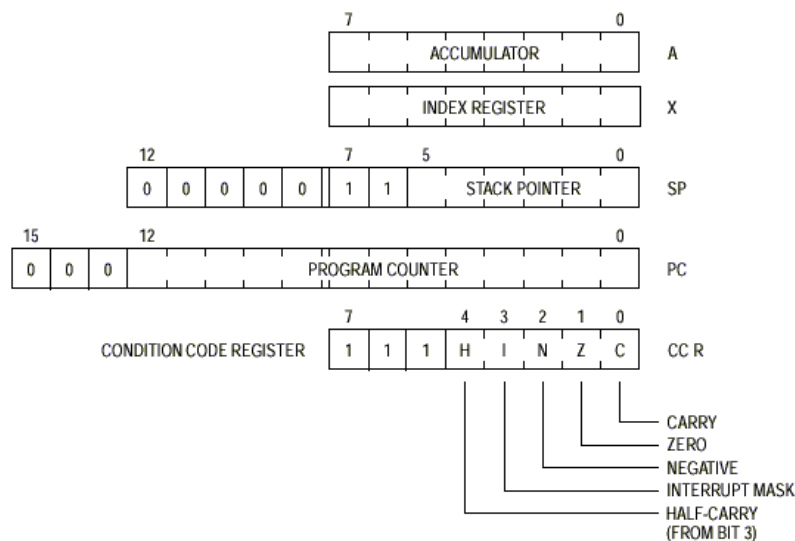 7 0
ACCUMULATOR A
INDEX REGISTER X
12 7 5 0
0 0 0 0 0 1 1 STACK POINTER SP
15 12 0
0 0 0 PROGRAM COUNTER PC
7 4 3 2 1 0
CONDITION CODE REGISTER 1 1 1 H I N Z C CC R
CARRY
ZERO
NEGATIVE
INTERRUPT MASK
HALF-CARRY
(FROM BIT 3)